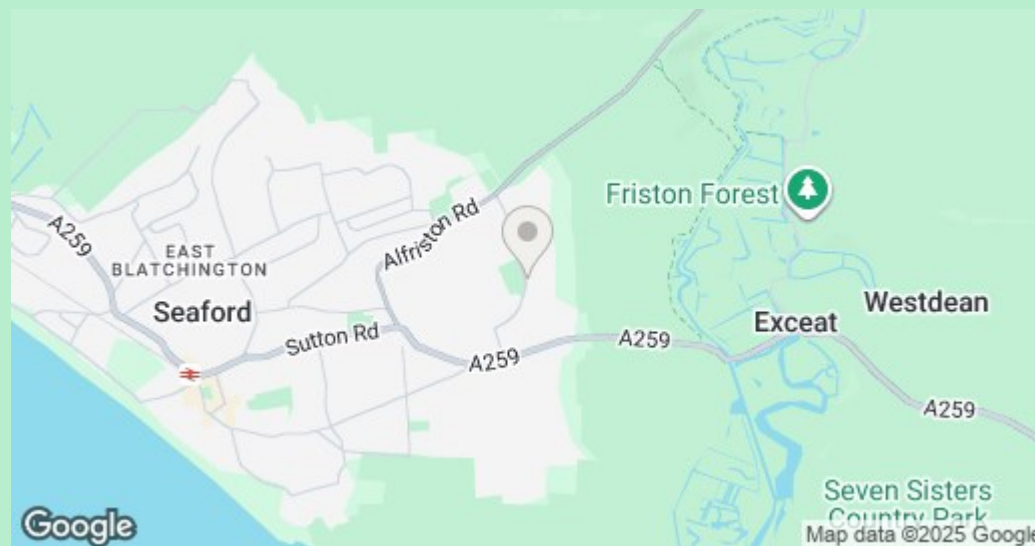 A259
EAST
BLATCHINGTON
Seaford
Alfriston Rd
Sutton Rd
A259
A259
Friston Forest
Exceat
Westdean
A259
Seven Sisters
Country Park
Google
Map data ©2025 Google